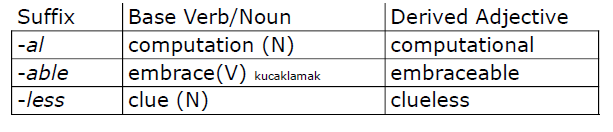 Suffix Base Verb/Noun Derived Adjective
-al computation (N) computational
-able embrace(V) kucaklamak embraceable
-less clue (N) clueless